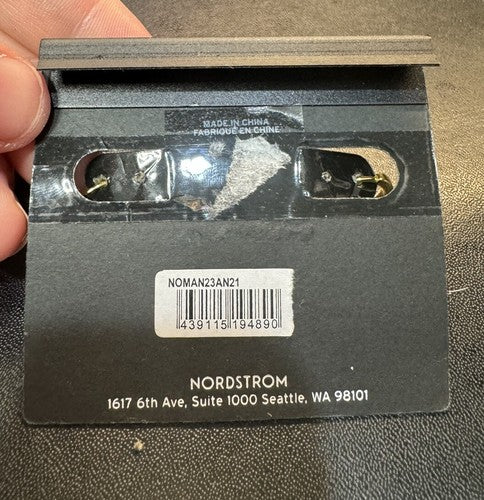 MADE IN CHINA
FABRIQUÉ EN CHINE
NOMAN23AN21
439115194890
NORDSTROM
1617 6th Ave, Suite 1000 Seattle, WA 98101